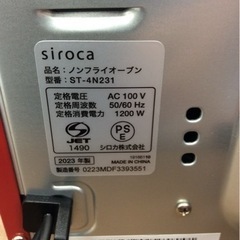 siroca
品名：ノンフライオーブン
型名：ST-4N231
定格電圧 AC 100 V
定格周波数 50/60 Hz
定格消費電力 1200 W
JET
1490
PS
E
シロカ株式会社
MADE IN CHINA
2023 年製
製造番号 0223MDF3393551